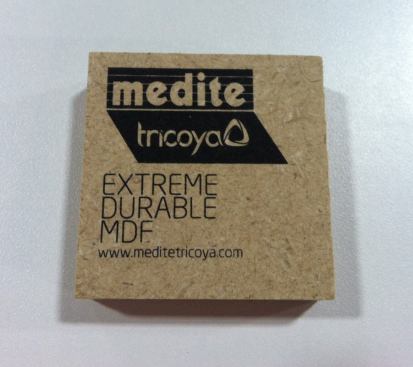 medite
tricoya
EXTREME
DURABLE
MDF
www.meditetricoya.com